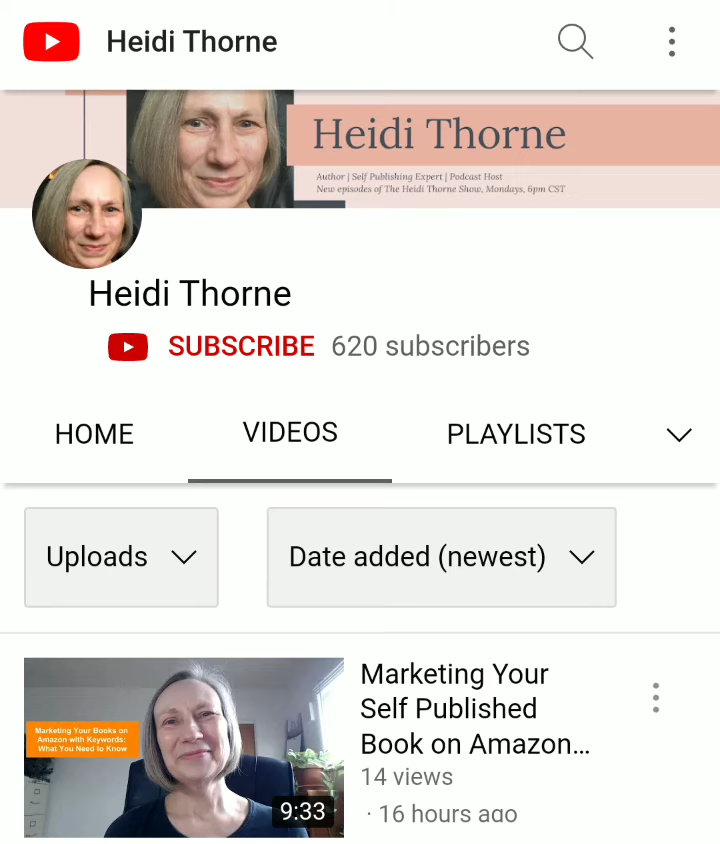 Heidi Thorne
Heidi Thorne
Author | Self Publishing Expert | Podcast Host
New episodes of The Heidi Thorne Show, Mondays, 6pm CST
Heidi Thorne
SUBSCRIBE 620 subscribers
HOME VIDEOS PLAYLISTS
Uploads Date added (newest)
Marketing Your Books on
Amazon with Keywords:
What You Need to Know
9:33
Marketing Your
Self Published
Book on Amazon...
14 views
· 16 hours ago